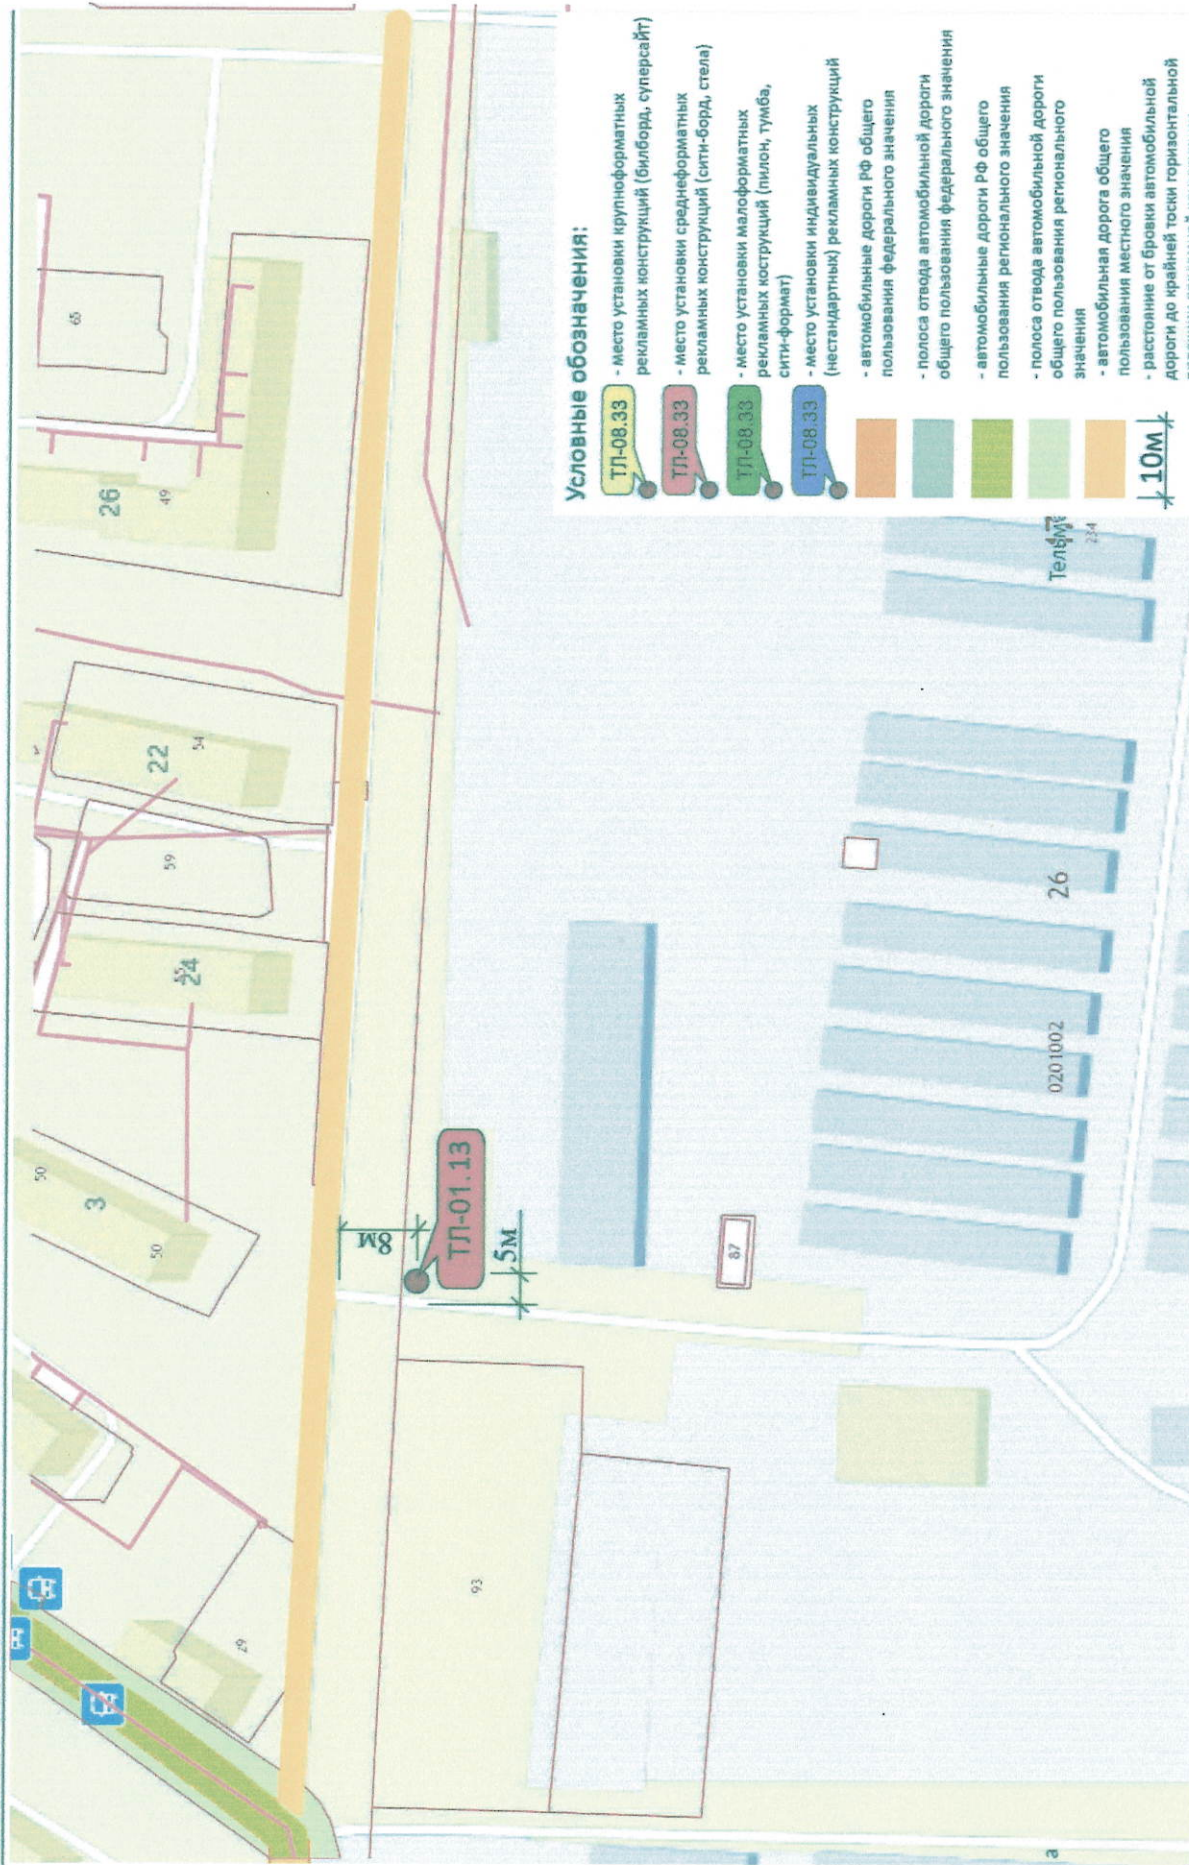 65
26
49
22
54
59
24
3
50
50
29
8м
ТЛ-01.13
5м
87
93
26
0201002
Тельм
17
234
а
Условные обозначения:
ТЛ-08.33
- место установки крупноформатных
рекламных конструкций (билборд, суперсайт)
ТЛ-08.33
- место установки среднеформатных
рекламных конструкций (сити-борд, стела)
ТЛ-08.33
- место установки малоформатных
рекламных кострукций (пилон, тумба,
сити-формат)
ТЛ-08.33
- место установки индивидуальных
(нестандартных) рекламных конструкций
- автомобильные дороги РФ общего
пользования федерального значения
- полоса отвода автомобильной дороги
общего пользования федерального значения
- автомобильные дороги РФ общего
пользования регионального значения
- полоса отвода автомобильной дороги
общего пользования регионального
значения
- автомобильная дорога общего
пользования местного значения
10м
- расстояние от бровки автомобильной
дороги до крайней тоски горизонтальной